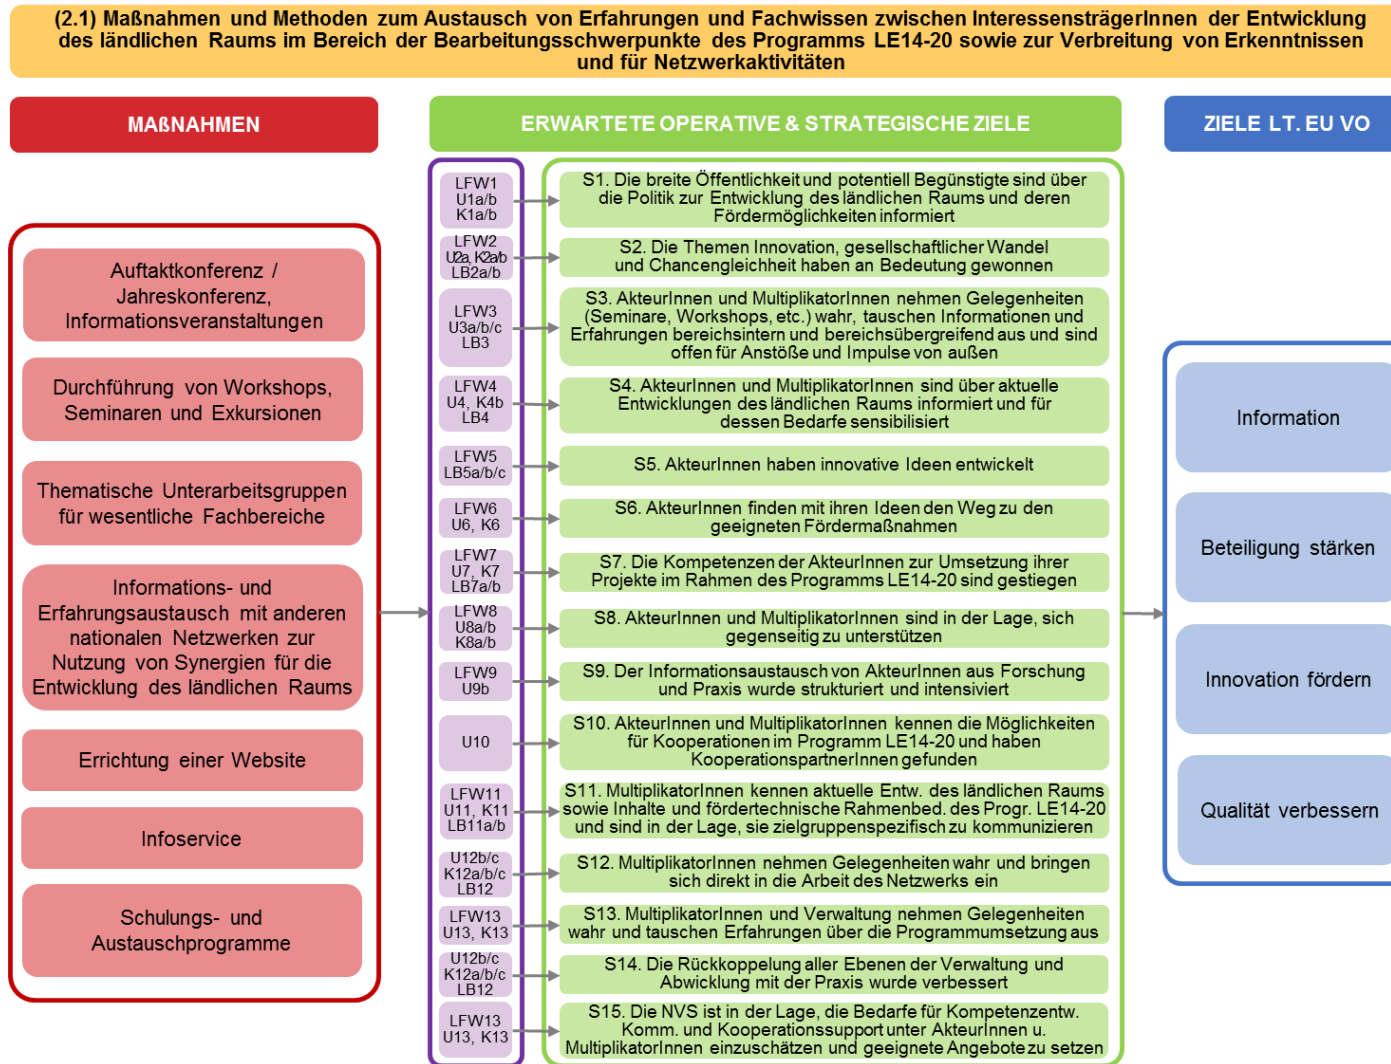 (2.1) Maßnahmen und Methoden zum Austausch von Erfahrungen und Fachwissen zwischen InteressensträgerInnen der Entwicklung
des ländlichen Raums im Bereich der Bearbeitungsschwerpunkte des Programms LE14-20 sowie zur Verbreitung von Erkenntnissen
und für Netzwerkaktivitäten
MAßNAHMEN
Auftaktkonferenz /
Jahreskonferenz,
Informationsveranstaltungen
Durchführung von Workshops,
Seminaren und Exkursionen
Thematische Unterarbeitsgruppen
für wesentliche Fachbereiche
Informations- und
Erfahrungsaustausch mit anderen
nationalen Netzwerken zur
Nutzung von Synergien für die
Entwicklung des ländlichen Raums
Errichtung einer Website
Infoservice
Schulungs- und
Austauschprogramme
ERWARTETE OPERATIVE & STRATEGISCHE ZIELE
LFW1
U1a/b
K1a/b
S1. Die breite Öffentlichkeit und potentiell Begünstigte sind über
die Politik zur Entwicklung des ländlichen Raums und deren
Fördermöglichkeiten informiert
LFW2
U2a, K2a/b
LB2a/b
S2. Die Themen Innovation, gesellschaftlicher Wandel
und Chancengleichheit haben an Bedeutung gewonnen
LFW3
U3a/b/c
LB3
S3. AkteurInnen und MultiplikatorInnen nehmen Gelegenheiten
(Seminare, Workshops, etc.) wahr, tauschen Informationen und
Erfahrungen bereichsintern und bereichsübergreifend aus und sind
offen für Anstöße und Impulse von außen
LFW4
U4, K4b
LB4
S4. AkteurInnen und MultiplikatorInnen sind über aktuelle
Entwicklungen des ländlichen Raums informiert und für
dessen Bedarfe sensibilisiert
LFW5
LB5a/b/c
S5. AkteurInnen haben innovative Ideen entwickelt
LFW6
U6, K6
S6. AkteurInnen finden mit ihren Ideen den Weg zu den
geeigneten Fördermaßnahmen
LFW7
U7, K7
LB7a/b
S7. Die Kompetenzen der AkteurInnen zur Umsetzung ihrer
Projekte im Rahmen des Programms LE14-20 sind gestiegen
LFW8
U8a/b
K8a/b
S8. AkteurInnen und MultiplikatorInnen sind in der Lage, sich
gegenseitig zu unterstützen
LFW9
U9b
S9. Der Informationsaustausch von AkteurInnen aus Forschung
und Praxis wurde strukturiert und intensiviert
U10
S10. AkteurInnen und MultiplikatorInnen kennen die Möglichkeiten
für Kooperationen im Programm LE14-20 und haben
KooperationspartnerInnen gefunden
LFW11
U11, K11
LB11a/b
S11. MultiplikatorInnen kennen aktuelle Entw. des ländlichen Raums
sowie Inhalte und fördertechnische Rahmenbed. des Progr. LE14-20
und sind in der Lage, sie zielgruppenspezifisch zu kommunizieren
U12b/c
K12a/b/c
LB12
S12. MultiplikatorInnen nehmen Gelegenheiten wahr und bringen
sich direkt in die Arbeit des Netzwerks ein
LFW13
U13, K13
S13. MultiplikatorInnen und Verwaltung nehmen Gelegenheiten
wahr und tauschen Erfahrungen über die Programmumsetzung aus
U12b/c
K12a/b/c
LB12
S14. Die Rückkoppelung aller Ebenen der Verwaltung und
Abwicklung mit der Praxis wurde verbessert
LFW13
U13, K13
S15. Die NVS ist in der Lage, die Bedarfe für Kompetenzentw.
Komm. und Kooperationssupport unter AkteurInnen u.
MultiplikatorInnen einzuschätzen und geeignete Angebote zu setzen
ZIELE LT. EU VO
Information
Beteiligung stärken
Innovation fördern
Qualität verbessern